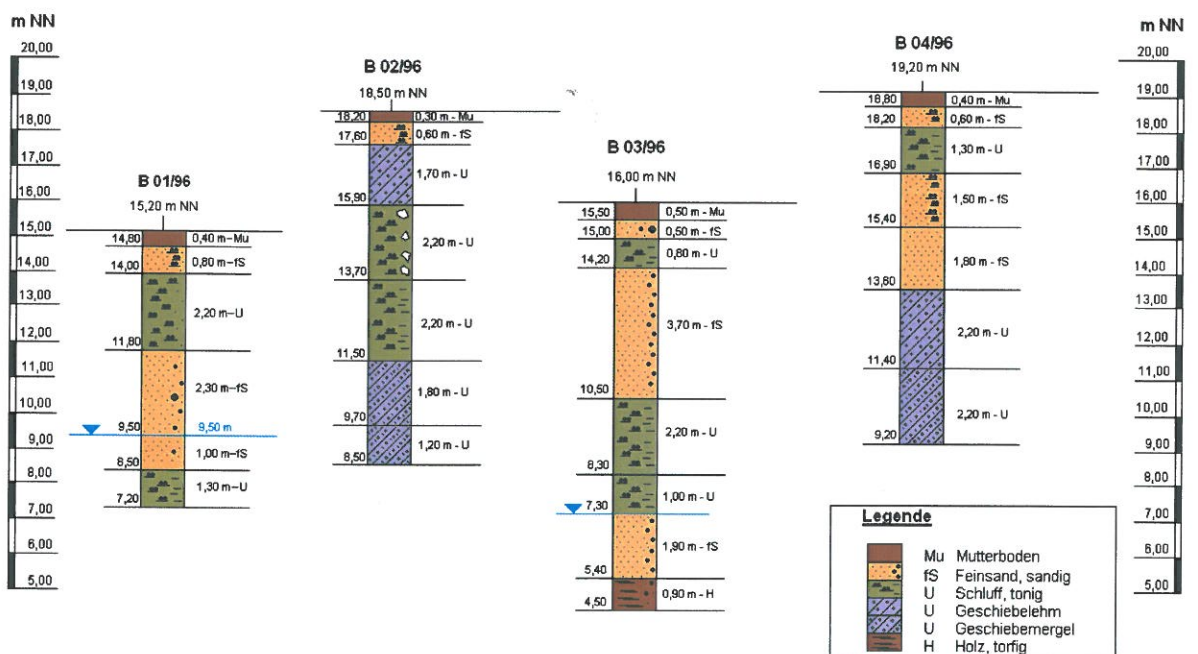 m NN
20,00
19,00
18,00
17,00
16,00
15,00
14,00
13,00
12,00
11,00
10,00
9,00
8,00
7,00
6,00
5,00
B 01/96
15,20 m NN
14,80 0,40 m-Mu
14,00 0,80 m-fS
2,20 m-U
11,80
2,30 m-fS
9,50 9,50 m
1,00 m-fS
8,50
1,30 m-U
7,20
B 02/96
18,50 m NN
18,20 0,30 m - Mu
17,60 0,60 m - fS
1,70 m - U
15,90
2,20 m - U
13,70
2,20 m - U
11,50
1,80 m - U
9,70
1,20 m - U
8,50
B 03/96
16,00 m NN
15,50 0,50 m - Mu
15,00 0,50 m - fS
14,20 0,80 m - U
3,70 m - fS
10,50
2,20 m - U
8,30
1,00 m - U
7,30
1,90 m - fS
5,40
0,90 m - H
4,50
B 04/96
19,20 m NN
18,80 0,40 m - Mu
18,20 0,60 m - fS
1,30 m - U
16,90
1,50 m - fS
15,40
1,80 m - fS
13,60
2,20 m - U
11,40
2,20 m - U
9,20
m NN
20,00
19,00
18,00
17,00
16,00
15,00
14,00
13,00
12,00
11,00
10,00
9,00
8,00
7,00
6,00
5,00
Legende
Mu Mutterboden
fS Feinsand, sandig
U Schluff, tonig
U Geschiebelehm
U Geschiebemergel
H Holz, torfig